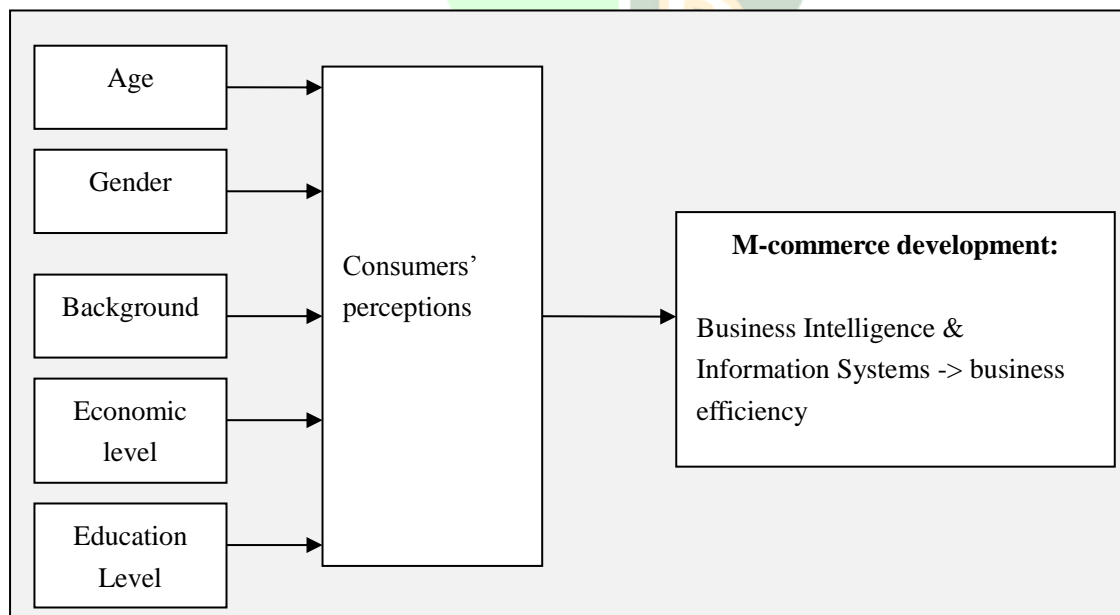 Age
Gender
Background
Economic
level
Education
Level
Consumers’
perceptions
M-commerce development:
Business Intelligence &
Information Systems -> business
efficiency